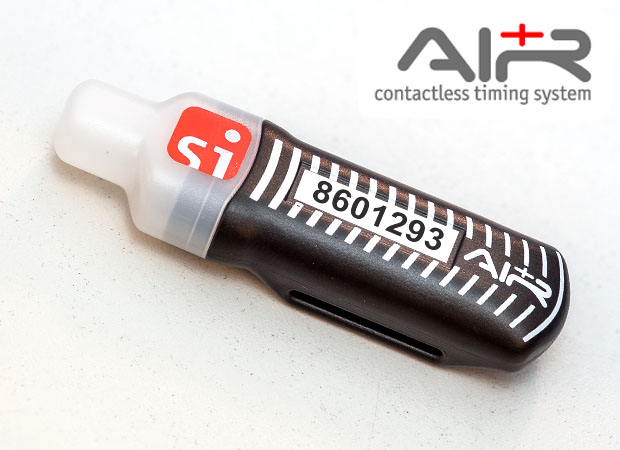 AIR+
contactless timing system
si
8601293
AIR+